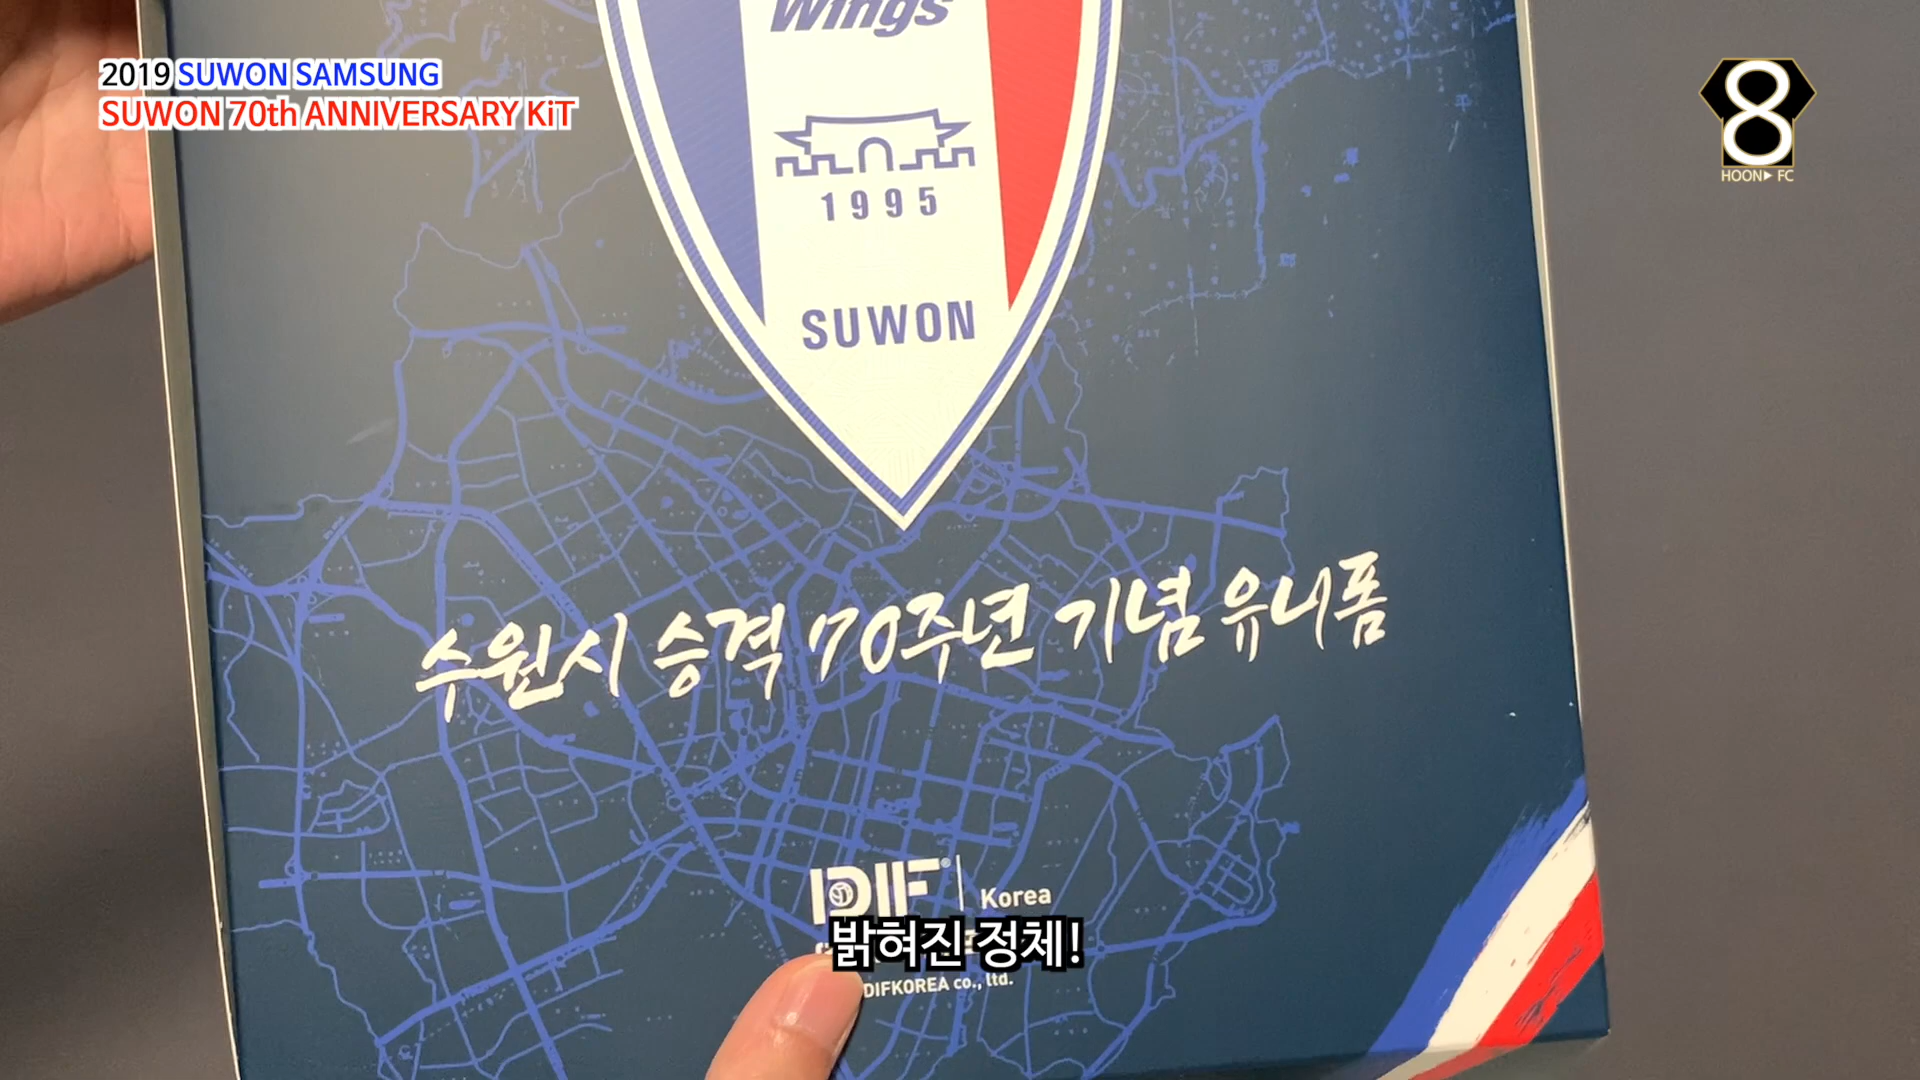 2019 SUWON SAMSUNG
SUWON 70th ANNIVERSARY KiT
8
HOON▶ FC
Wings
1995
SUWON
수원시 승격 70주년 기념 유니폼
DIF® | Korea
밝혀진 정체!
DIFKOREA co., ltd.